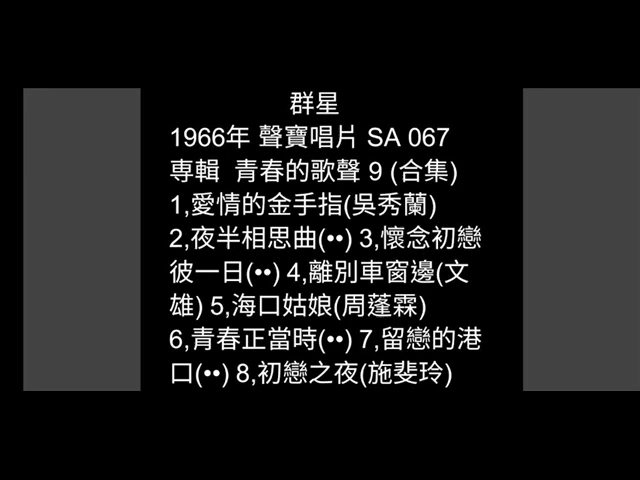 群星
1966年 聲寶唱片 SA 067
専輯 青春的歌聲 9 (合集)
1,愛情的金手指(吳秀蘭)
2,夜半相思曲(••) 3,懷念初戀
彼一日(••) 4,離別車窗邊(文
雄) 5,海口姑娘(周蓬霖)
6,青春正當時(••) 7,留戀的港
口(••) 8,初戀之夜(施斐玲)